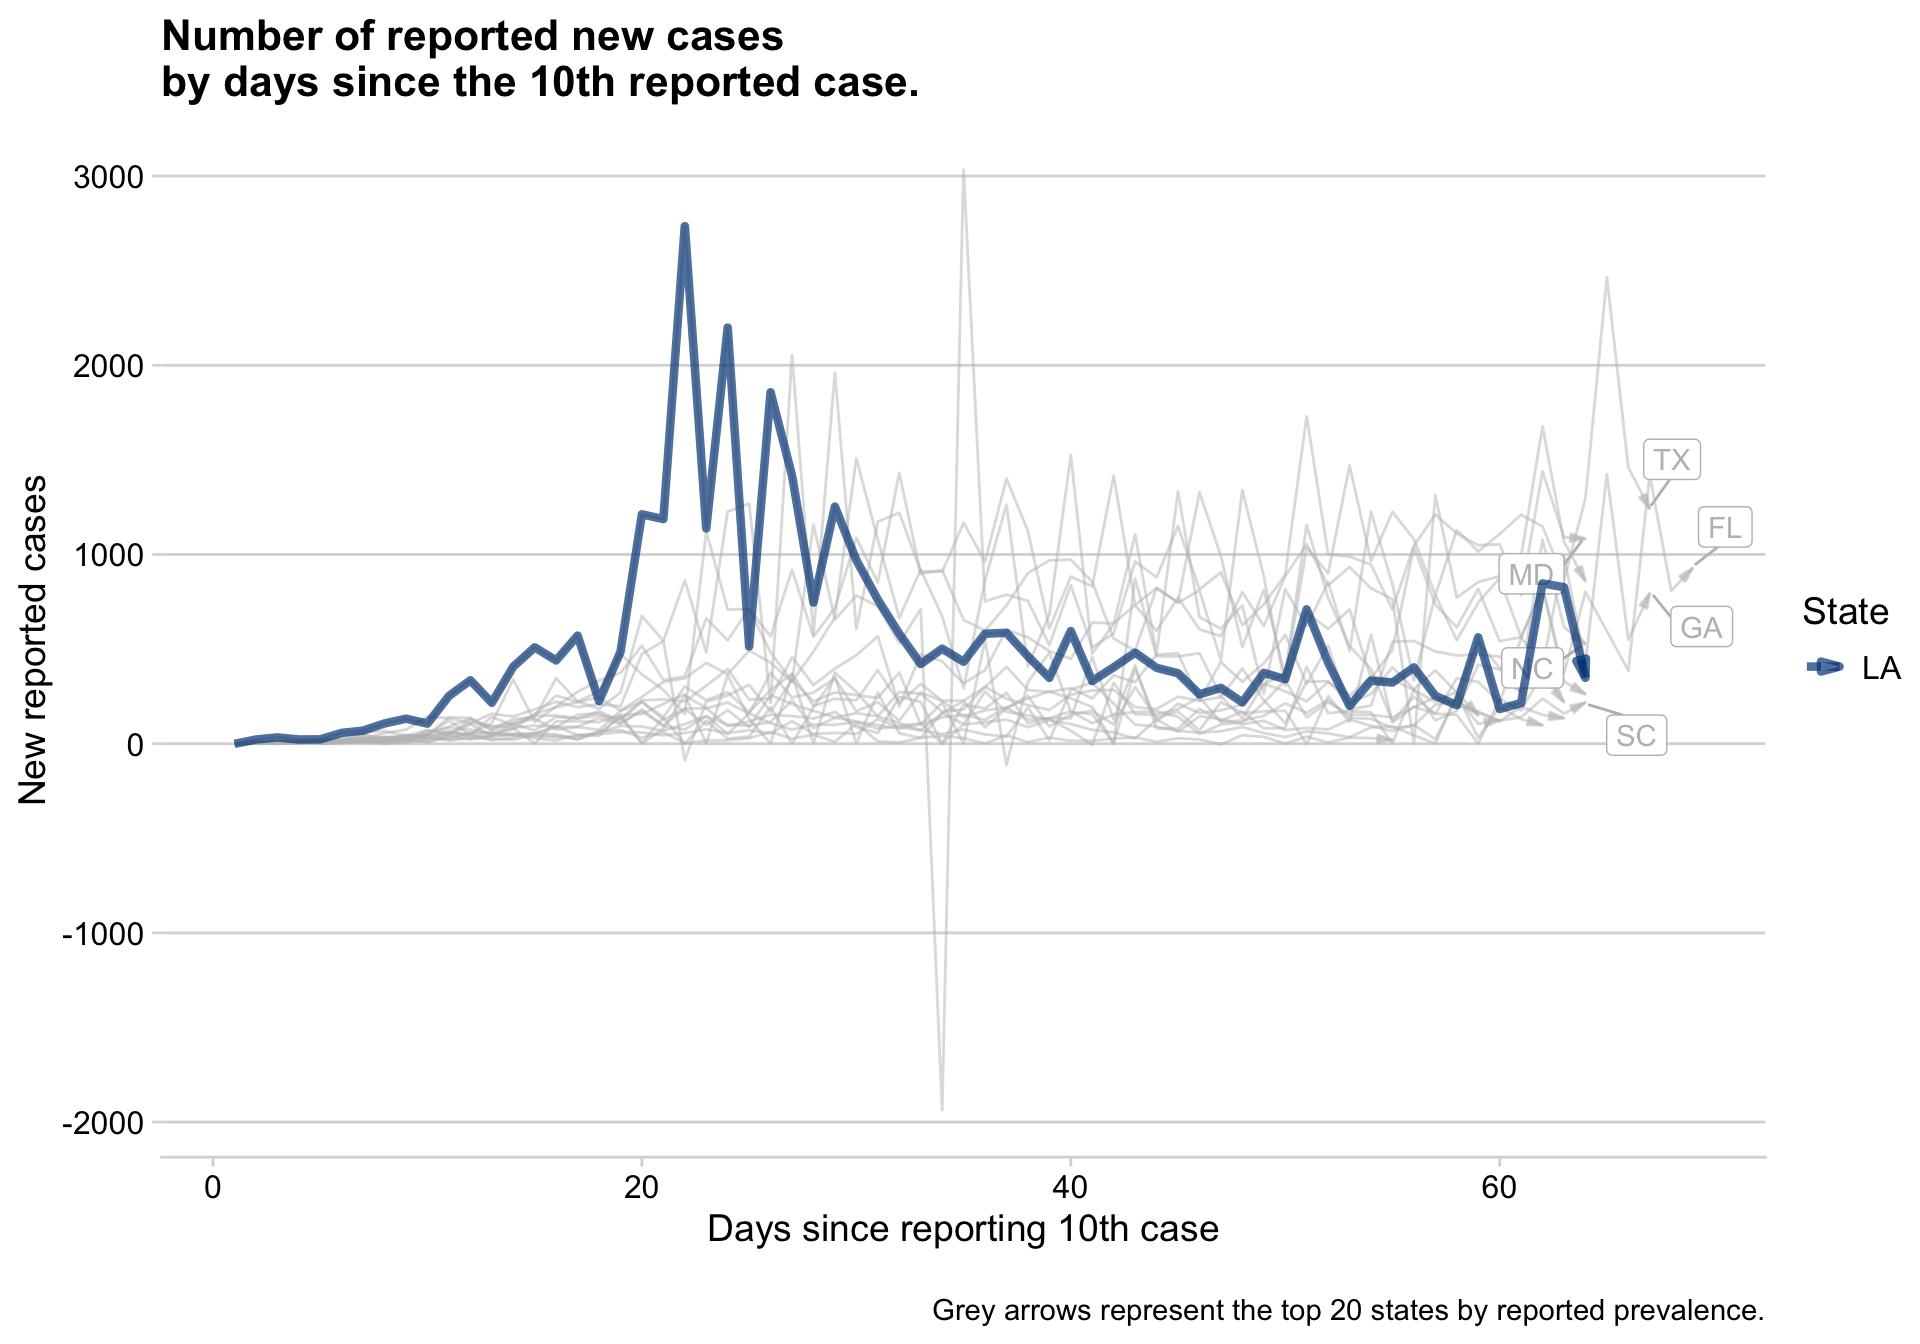 Number of reported new cases
by days since the 10th reported case.
3000
2000
1000
0
-1000
-2000
New reported cases
0
20
40
60
Days since reporting 10th case
TX
FL
MD
GA
NC
SC
State
LA
Grey arrows represent the top 20 states by reported prevalence.